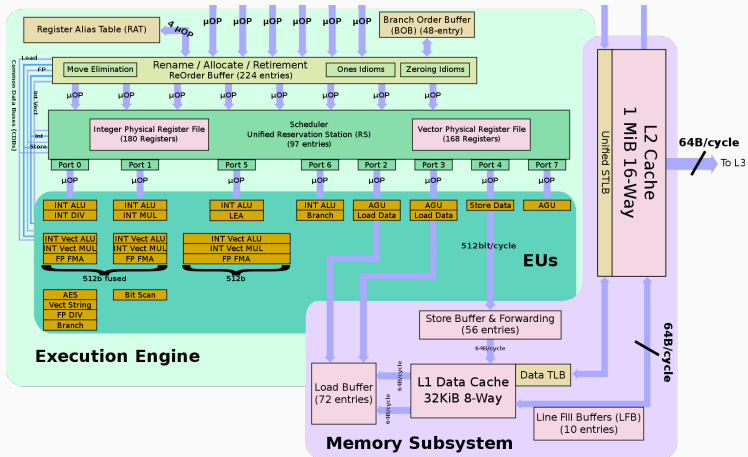 Register Alias Table (RAT)
4 µOP
µOP
µOP
µOP
µOP
µOP
µOP
Branch Order Buffer
(BOB) (48-entry)
Load
FP
Common Data Buses (CDBs)
Int Vect
Int
Store
Rename / Allocate / Retirement
ReOrder Buffer (224 entries)
Move Elimination
Ones Idioms
Zeroing Idioms
µOP
µOP
µOP
µOP
µOP
µOP
µOP
Scheduler
Unified Reservation Station (RS)
(97 entries)
Integer Physical Register File
(180 Registers)
Vector Physical Register File
(168 Registers)
Port 0
Port 1
Port 5
Port 6
Port 2
Port 3
Port 4
Port 7
µOP
µOP
µOP
µOP
µOP
µOP
µOP
µOP
INT ALU
INT DIV
INT ALU
INT MUL
INT ALU
LEA
INT ALU
Branch
AGU
Load Data
AGU
Load Data
Store Data
AGU
INT Vect ALU
INT Vect MUL
FP FMA
INT Vect ALU
INT Vect MUL
FP FMA
INT Vect ALU
INT Vect MUL
FP FMA
512b fused
512b
512bit/cycle
EUs
AES
Vect String
FP DIV
Branch
Bit Scan
Execution Engine
Unified STLB
L2 Cache
1 MiB 16-Way
64B/cycle
To L3
Store Buffer & Forwarding
(56 entries)
64B/cycle
Load Buffer
(72 entries)
64B/cycle
64B/cycle
L1 Data Cache
32KiB 8-Way
Data TLB
64B/cycle
Line Fill Buffers (LFB)
(10 entries)
Memory Subsystem